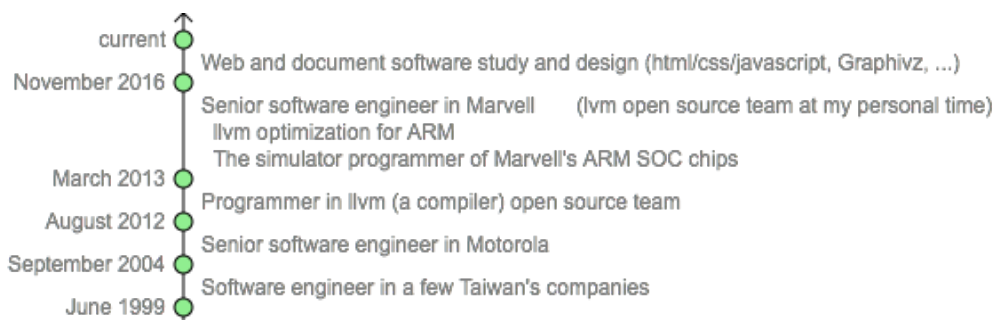 current
Web and document software study and design (html/css/javascript, Graphivz, ...)
November 2016
Senior software engineer in Marvell (lvm open source team at my personal time)
llvm optimization for ARM
The simulator programmer of Marvell's ARM SOC chips
March 2013
Programmer in llvm (a compiler) open source team
August 2012
Senior software engineer in Motorola
September 2004
Software engineer in a few Taiwan's companies
June 1999